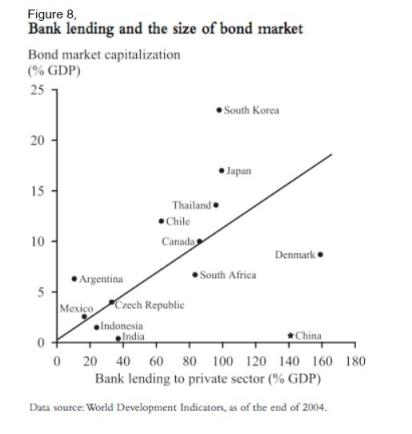 Figure 8,
Bank lending and the size of bond market
Bond market capitalization
(% GDP)
25
South Korea
20
Japan
15
Thailand
Chile
10
Canada
Denmark
South Africa
Argentina
5
Mexico
Czech Republic
Indonesia
India
China
0
0 20 40 60 80 100 120 140 160 180
Bank lending to private sector (% GDP)
Data source: World Development Indicators, as of the end of 2004.